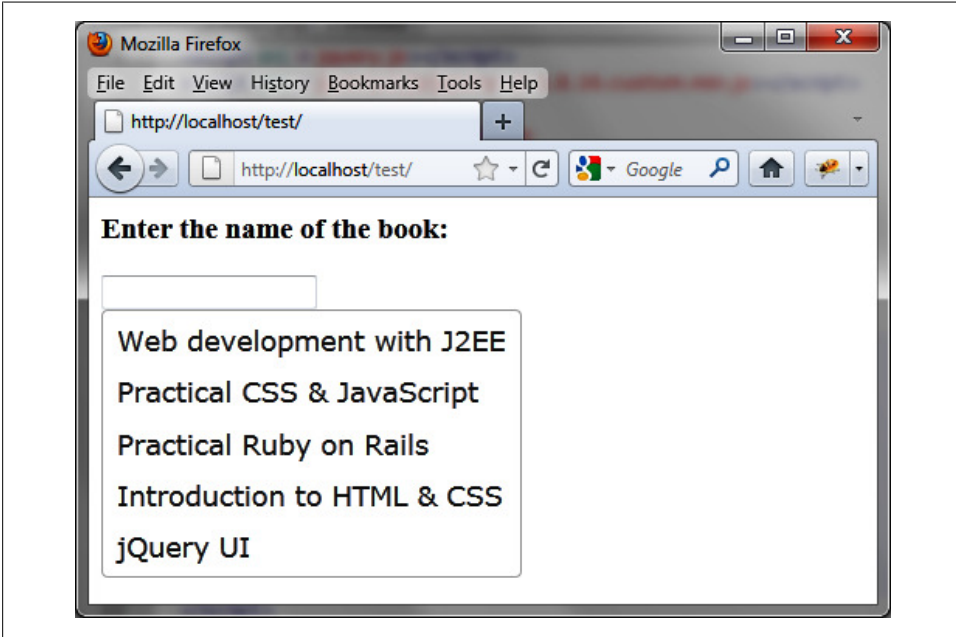 Mozilla Firefox
File Edit View History Bookmarks Tools Help
http://localhost/test/
http://localhost/test/ Google
Enter the name of the book:
Web development with J2EE
Practical CSS & JavaScript
Practical Ruby on Rails
Introduction to HTML & CSS
jQuery UI